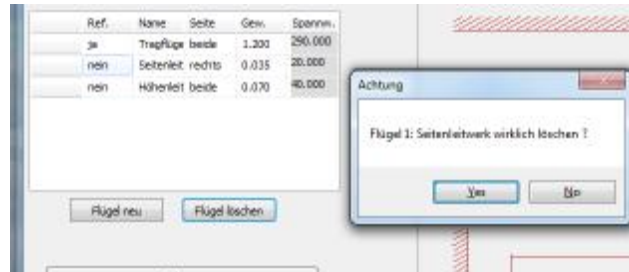 Ref. Name Seite Gew. Spannw.
ja Tragflüge beide 1.200 290.000
nein Seitenleit rechts 0.035 20.000
nein Höhenleit beide 0.070 40.000
Achtung
Flügel 1: Seitenleitwerk wirklich löschen ?
Yes No
Flügel neu Flügel löschen